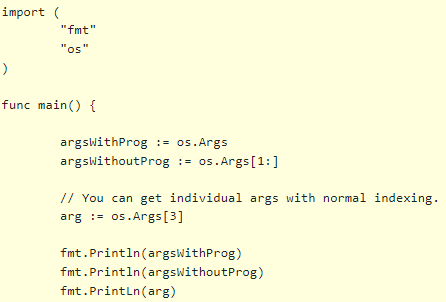 import (
        "fmt"
        "os"
)
func main() {
        argsWithProg := os.Args
        argsWithoutProg := os.Args[1:]
        // You can get individual args with normal indexing.
        arg := os.Args[3]
        fmt.Println(argsWithProg)
        fmt.Println(argsWithoutProg)
        fmt.PrintLn(arg)